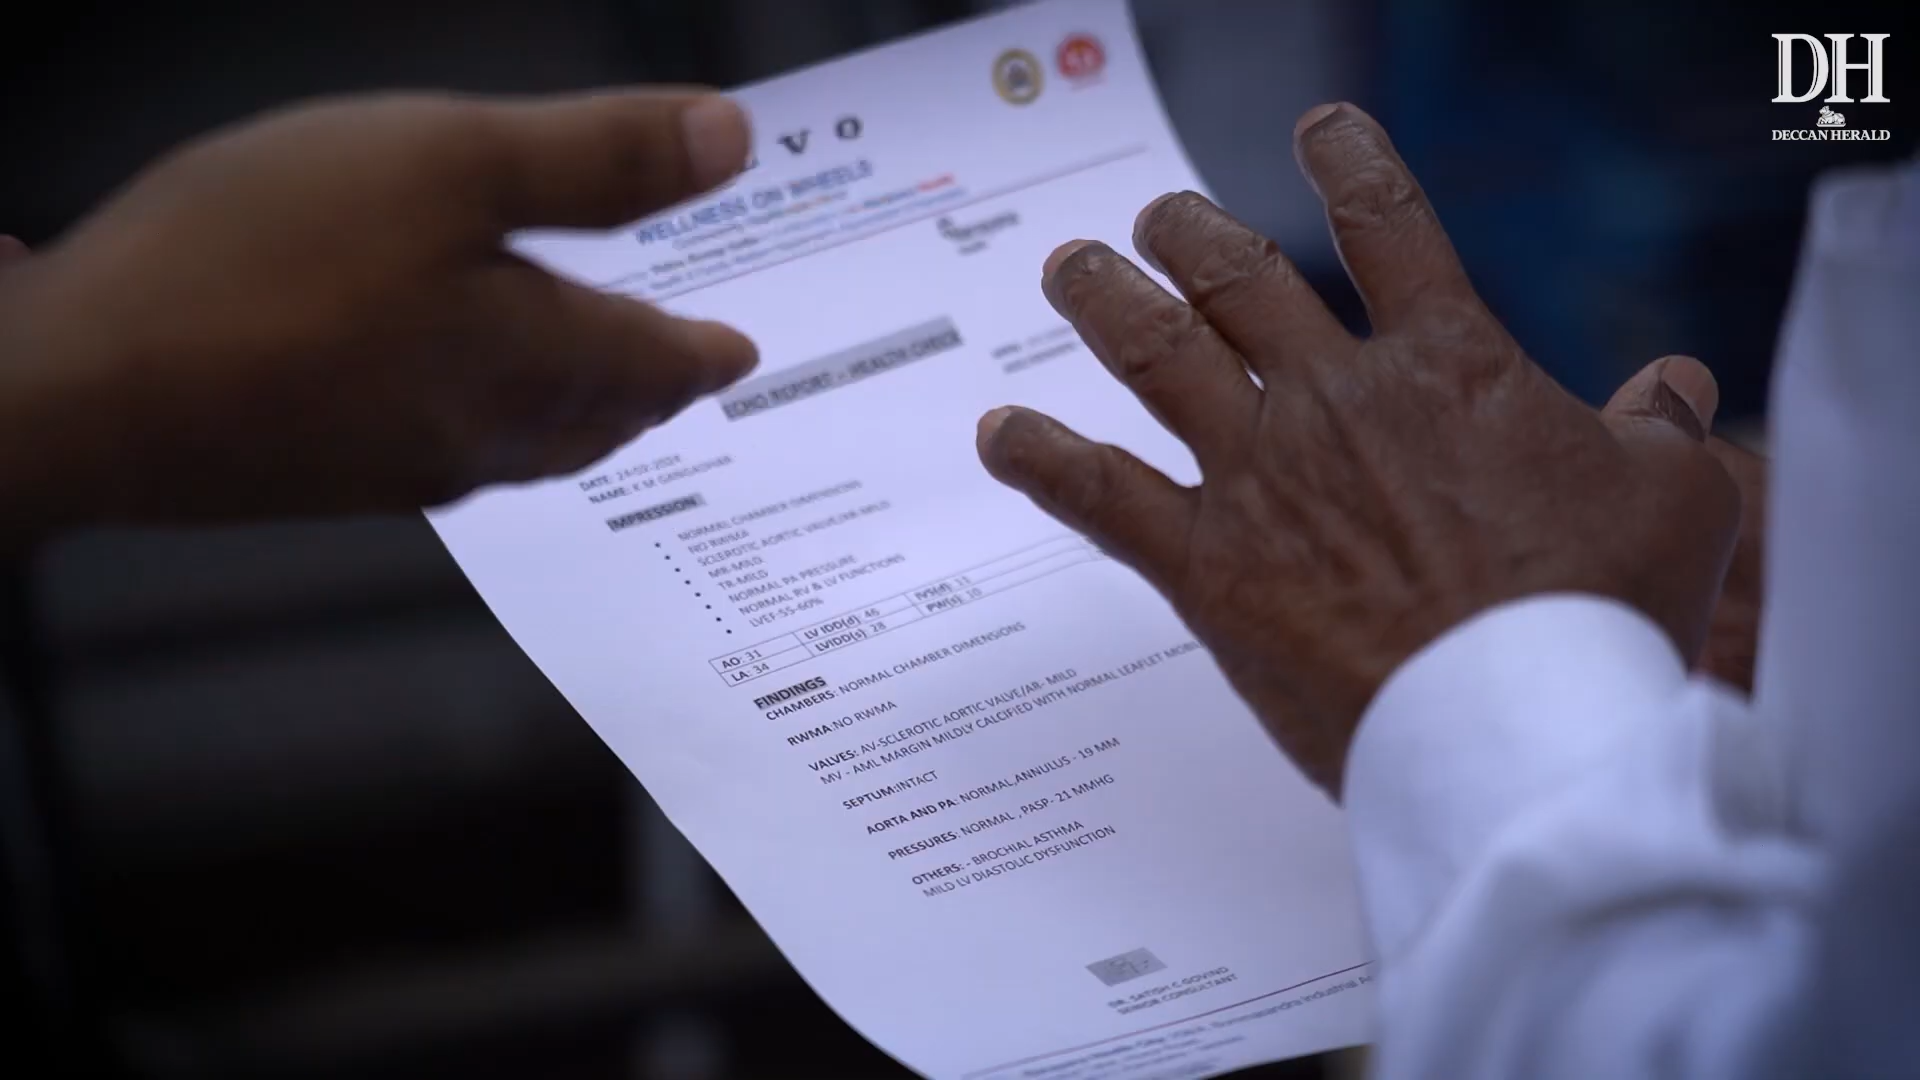 DH
DECCAN HERALD
V O
WELLNESS ON WHEELS
ECHO REPORT - HEALTH CHECK
DATE: 24-02-2024
NAME: K M GANGADHAR
IMPRESSION
NORMAL CHAMBER DIMENSIONS
NO RWMA
SCLEROTIC AORTIC VALVE/AR MILD
MR-MILD
TR-MILD
NORMAL PA PRESSURE
NORMAL RV & LV FUNCTIONS
LVEF-55-60%
AO: 31 LV IDD(d) 46 IVS(d) 11
LA: 34 LVIDD(s) 28 PW(s) 10
FINDINGS
CHAMBERS: NORMAL CHAMBER DIMENSIONS
RWMA:NO RWMA
VALVES: AV-SCLEROTIC AORTIC VALVE/AR- MILD
MV - AML MARGIN MILDLY CALCIFIED WITH NORMAL LEAFLET
SEPTUM:INTACT
AORTA AND PA: NORMAL,ANNULUS - 19 MM
PRESSURES: NORMAL , PASP- 21 MMHG
OTHERS: - BROCHIAL ASTHMA
MILD LV DIASTOLIC DYSFUNCTION
DR. SATISH C GOVIND
SENIOR CONSULTANT